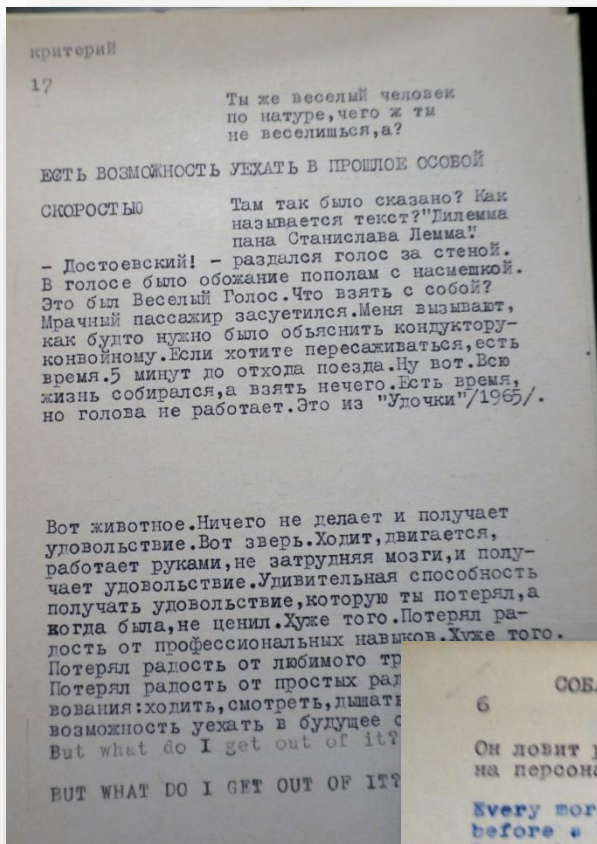 критерий
17
Ты же веселый человек
по натуре,чего ж ты
не веселишься,а?
ЕСТЬ ВОЗМОЖНОСТЬ УЕХАТЬ В ПРОШЛОЕ ОСОБОЙ
СКОРОСТЬЮ
Там так было сказано? Как
называется текст?"Дилемма
пана Станислава Лемма".
- Достоевский! - раздался голос за стеной.
В голосе было обожание пополам с насмешкой.
Это был Веселый Голос.Что взять с собой?
Мрачный пассажир засуетился.Меня вызывают,
как будто нужно было обьяснить кондуктору-
конвойному.Если хотите пересаживаться,есть
время.5 минут до отхода поезда.Ну вот.Всю
жизнь собирался,а взять нечего.Есть время,
но голова не работает.Это из "Удочки"/1965/.
Вот животное.Ничего не делает и получает
удовольствие.Вот зверь.Ходит,двигается,
работает руками,не затрудняя мозги,и полу-
чает удовольствие.Удивительная способность
получать удовольствие,которую ты потерял,а
когда была,не ценил.Хуже того.Потерял ра-
дость от профессиональных навыков.Хуже того.
Потерял радость от любимого
Потерял радость от простых
вования:ходить,смотреть,дышать
возможность уехать в будущее
But what do I get out of it?
BUT WHAT DO I GET OUT OF IT?
6
Он ловит
на
Every
before a